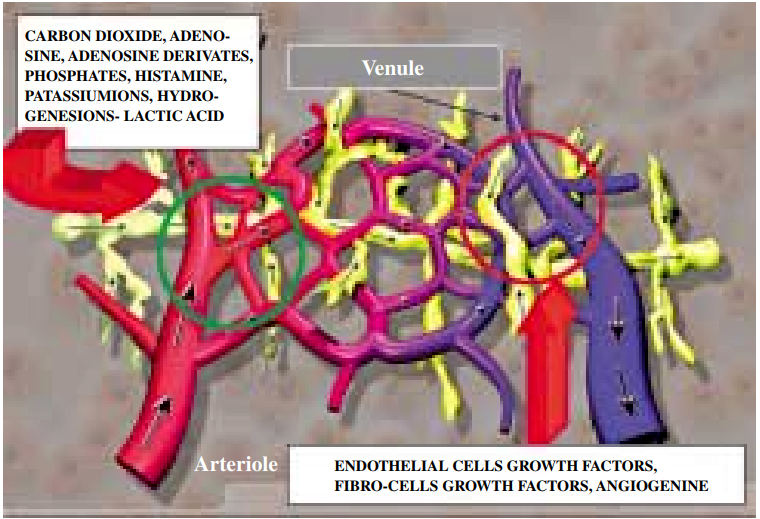 CARBON DIOXIDE, ADENO-
SINE, ADENOSINE DERIVATES,
PHOSPHATES, HISTAMINE,
PATASSIUMIONS, HYDRO-
GENESIONS- LACTIC ACID
Venule
Arteriole
ENDOTHELIAL CELLS GROWTH FACTORS,
FIBRO-CELLS GROWTH FACTORS, ANGIOGENINE